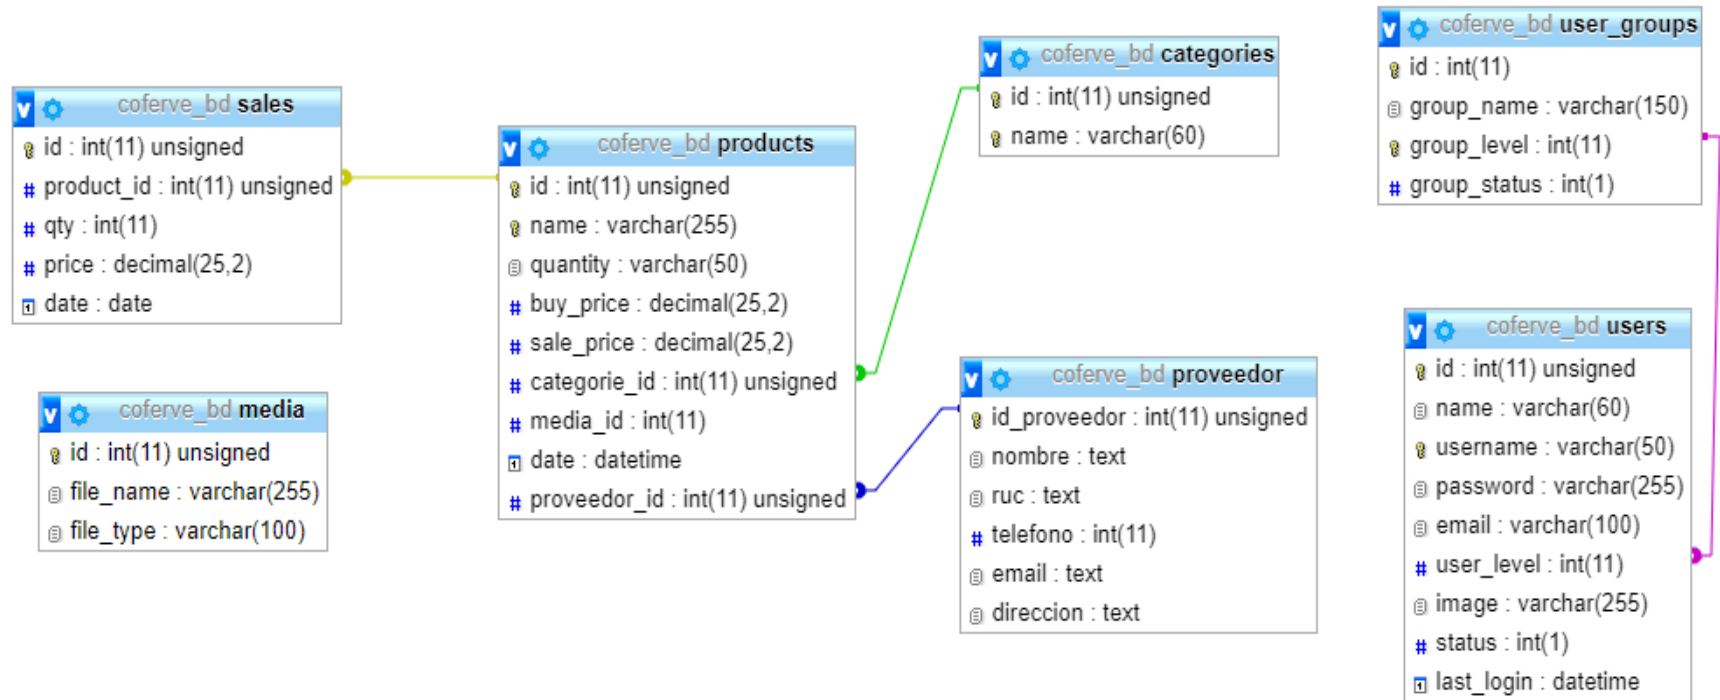 coferve_bd sales
id : int(11) unsigned
product_id : int(11) unsigned
qty : int(11)
price : decimal(25,2)
date : date
coferve_bd media
id : int(11) unsigned
file_name : varchar(255)
file_type : varchar(100)
coferve_bd products
id : int(11) unsigned
name : varchar(255)
quantity : varchar(50)
buy_price : decimal(25,2)
sale_price : decimal(25,2)
categorie_id : int(11) unsigned
media_id : int(11)
date : datetime
proveedor_id : int(11) unsigned
coferve_bd categories
id : int(11) unsigned
name : varchar(60)
coferve_bd proveedor
id_proveedor : int(11) unsigned
nombre : text
ruc : text
telefono : int(11)
email : text
direccion : text
coferve_bd user_groups
id : int(11)
group_name : varchar(150)
group_level : int(11)
group_status : int(1)
coferve_bd users
id : int(11) unsigned
name : varchar(60)
username : varchar(50)
password : varchar(255)
email : varchar(100)
user_level : int(11)
image : varchar(255)
status : int(1)
last_login : datetime